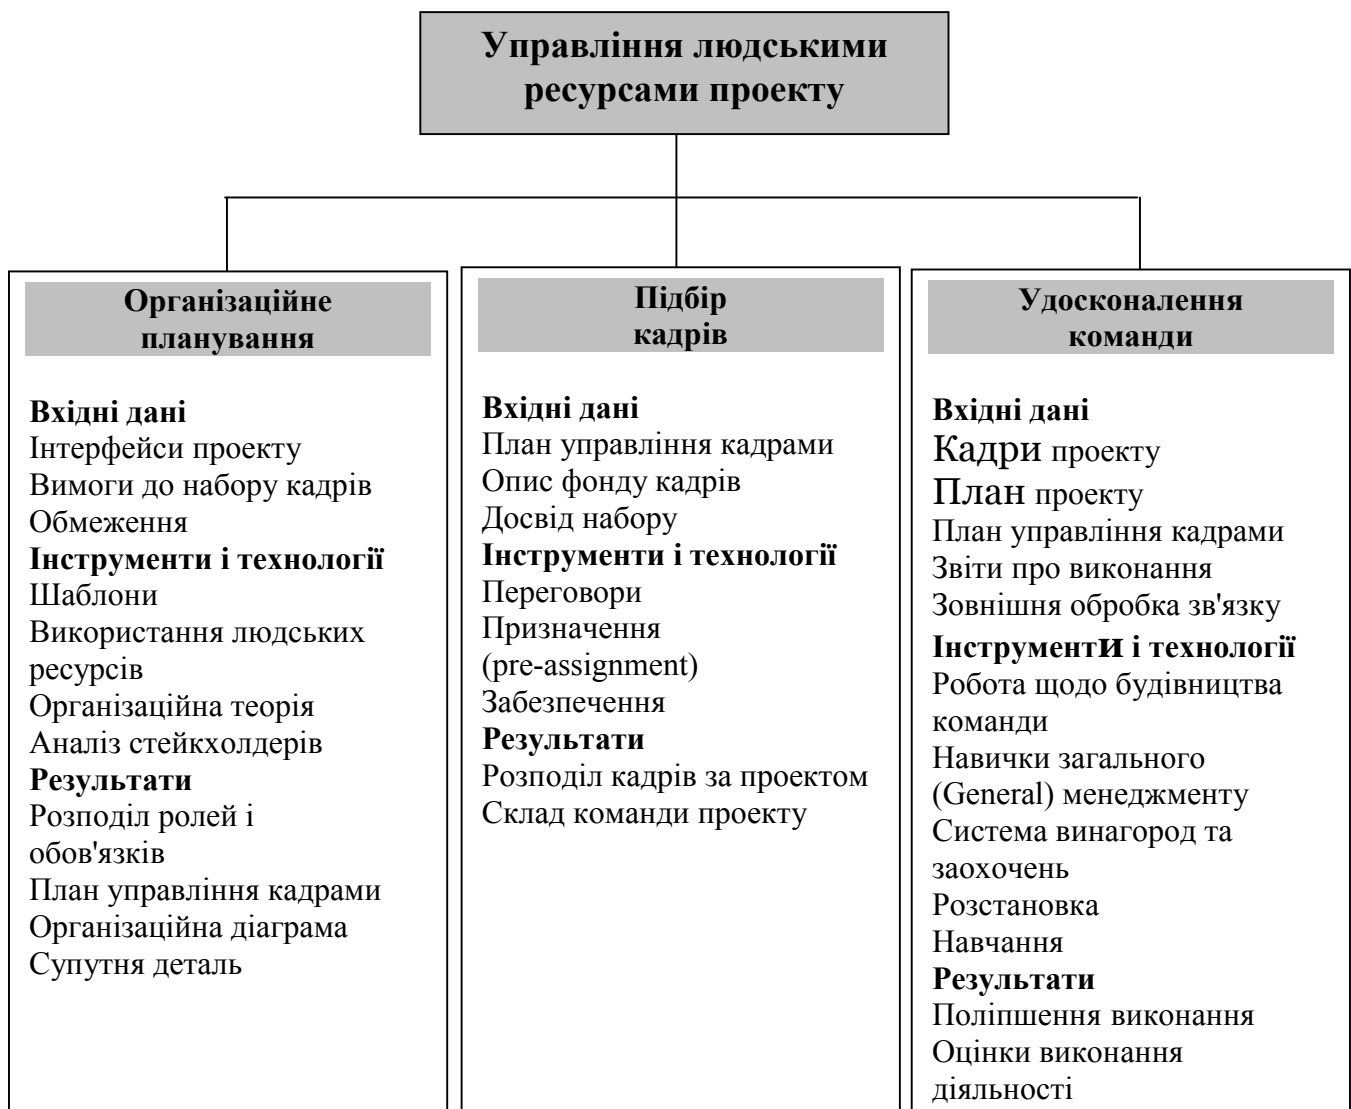 Управління людськими
ресурсами проекту
Організаційне
планування
Вхідні дані
Інтерфейси проекту
Вимоги до набору кадрів
Обмеження
Інструменти і технології
Шаблони
Використання людських
ресурсів
Організаційна теорія
Аналіз стейкхолдерів
Результати
Розподіл ролей і
обов'язків
План управління кадрами
Організаційна діаграма
Супутня деталь
Підбір
кадрів
Вхідні дані
План управління кадрами
Опис фонду кадрів
Досвід набору
Інструменти і технології
Переговори
Призначення
(pre-assignment)
Забезпечення
Результати
Розподіл кадрів за проектом
Склад команди проекту
Удосконалення
команди
Вхідні дані
Кадри проекту
План проекту
План управління кадрами
Звіти про виконання
Зовнішня обробка зв'язку
Інструменти і технології
Робота щодо будівництва
команди
Навички загального
(General) менеджменту
Система винагород та
заохочень
Розстановка
Навчання
Результати
Поліпшення виконання
Оцінки виконання
діяльності